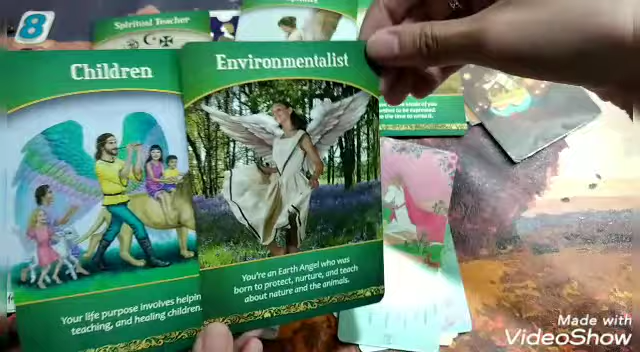 8
Spiritual Teacher
Children
Environmentalist
You're an Earth Angel who was
born to protect, nurture, and teach
about nature and the animals.
Your life purpose involves helpin
teaching, and healing children.
Made with
VideoShow